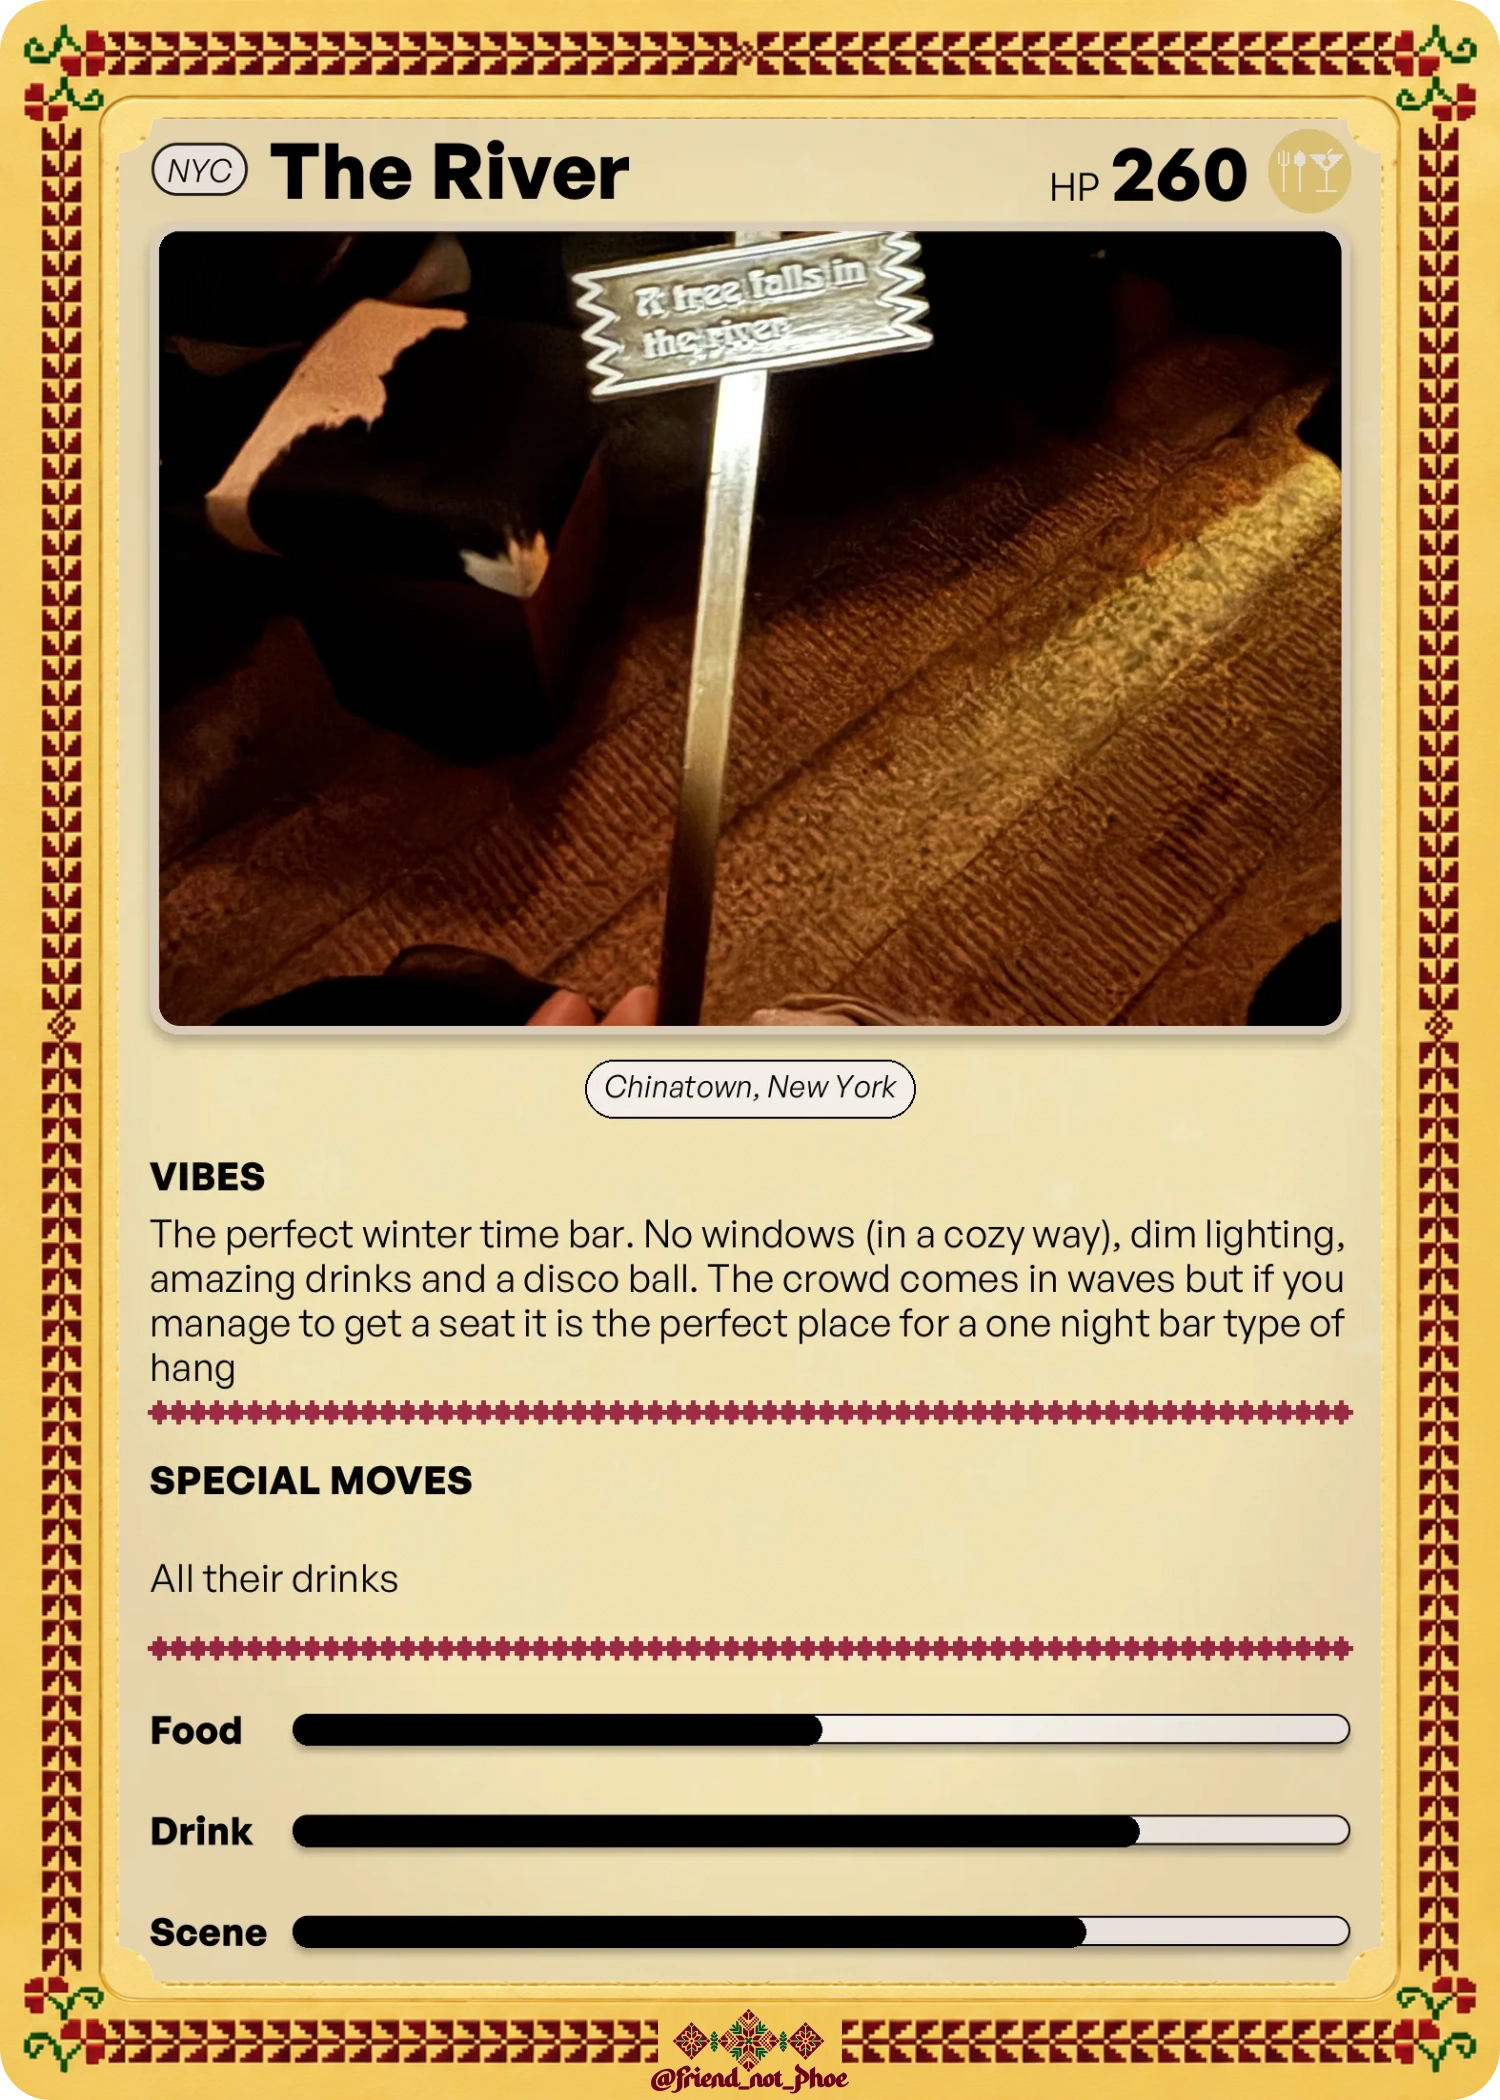 NYC The River HP 260
A tree falls in
the river
Chinatown, New York
VIBES
The perfect winter time bar. No windows (in a cozy way), dim lighting,
amazing drinks and a disco ball. The crowd comes in waves but if you
manage to get a seat it is the perfect place for a one night bar type of
hang
SPECIAL MOVES
All their drinks
Food
Drink
Scene
@friend_not_Phoe